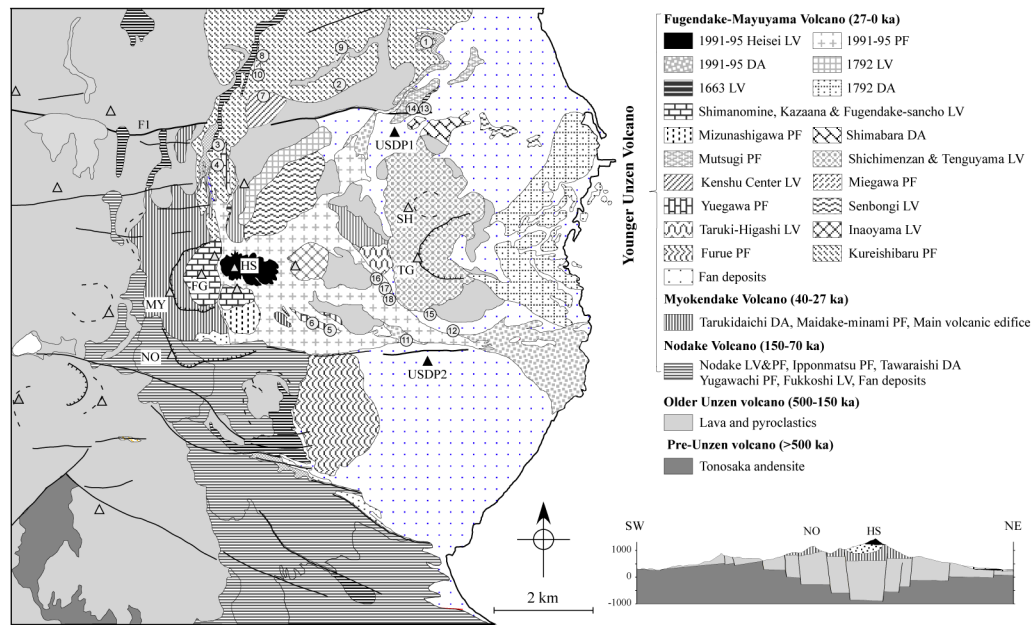 F1
MY
NO
FG
HS
SH
TG
USDP1
USDP2
1
2
3
4
5
6
7
8
9
10
11
12
13
14
15
16
17
18
2 km
Younger Unzen Volcano
Fugendake-Mayuyama Volcano (27-0 ka)
1991-95 Heisei LV
1991-95 PF
1991-95 DA
1792 LV
1663 LV
1792 DA
Shimanomine, Kazaana & Fugendake-sancho LV
Mizunashigawa PF
Shimabara DA
Mutsugi PF
Shichimenzan & Tenguyama LV
Kenshu Center LV
Miegawa PF
Yuegawa PF
Senbongi LV
Taruki-Higashi LV
Inaoyama LV
Furue PF
Kureishibaru PF
Fan deposits
Myokendake Volcano (40-27 ka)
Tarukidaichi DA, Maidake-minami PF, Main volcanic edifice
Nodake Volcano (150-70 ka)
Nodake LV&PF, Ipponmatsu PF, Tawaraishi DA
Yugawachi PF, Fukkoshi LV, Fan deposits
Older Unzen volcano (500-150 ka)
Lava and pyroclastics
Pre-Unzen volcano (>500 ka)
Tonosaka andensite
SW
NO
HS
NE
1000
0
-1000